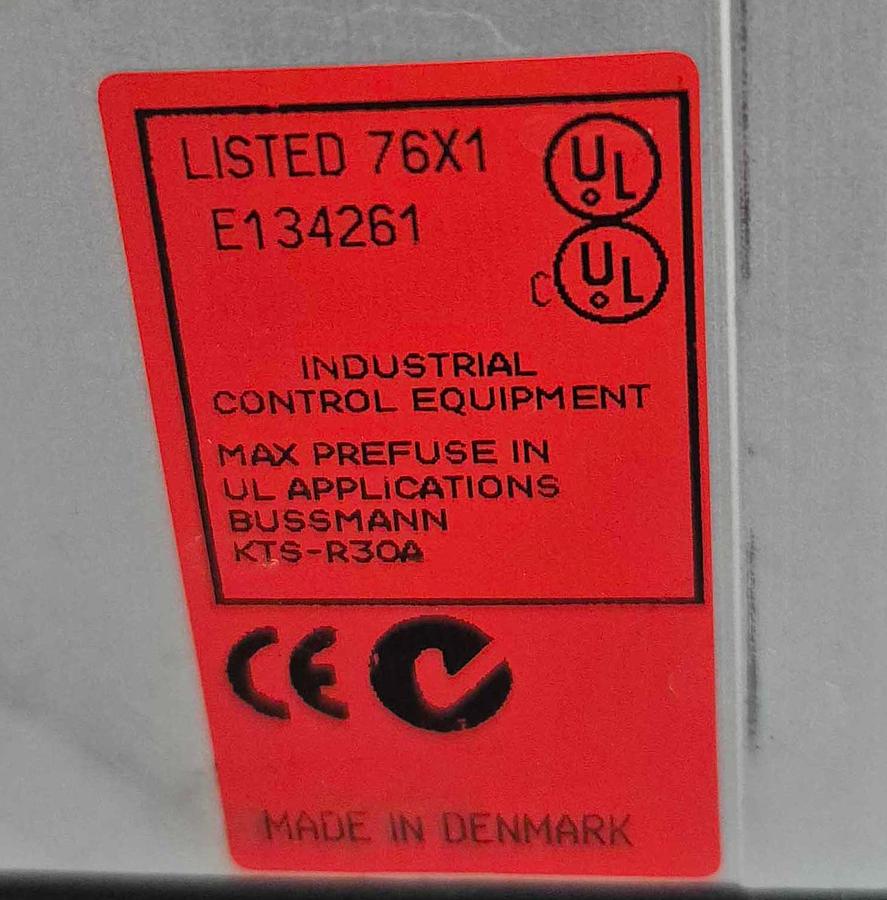 LISTED 76X1
E134261
UL
C UL
INDUSTRIAL
CONTROL EQUIPMENT
MAX PREFUSE IN
UL APPLiCATIONS
BUSSMANN
KTS-R30A
CE
MADE IN DENMARK